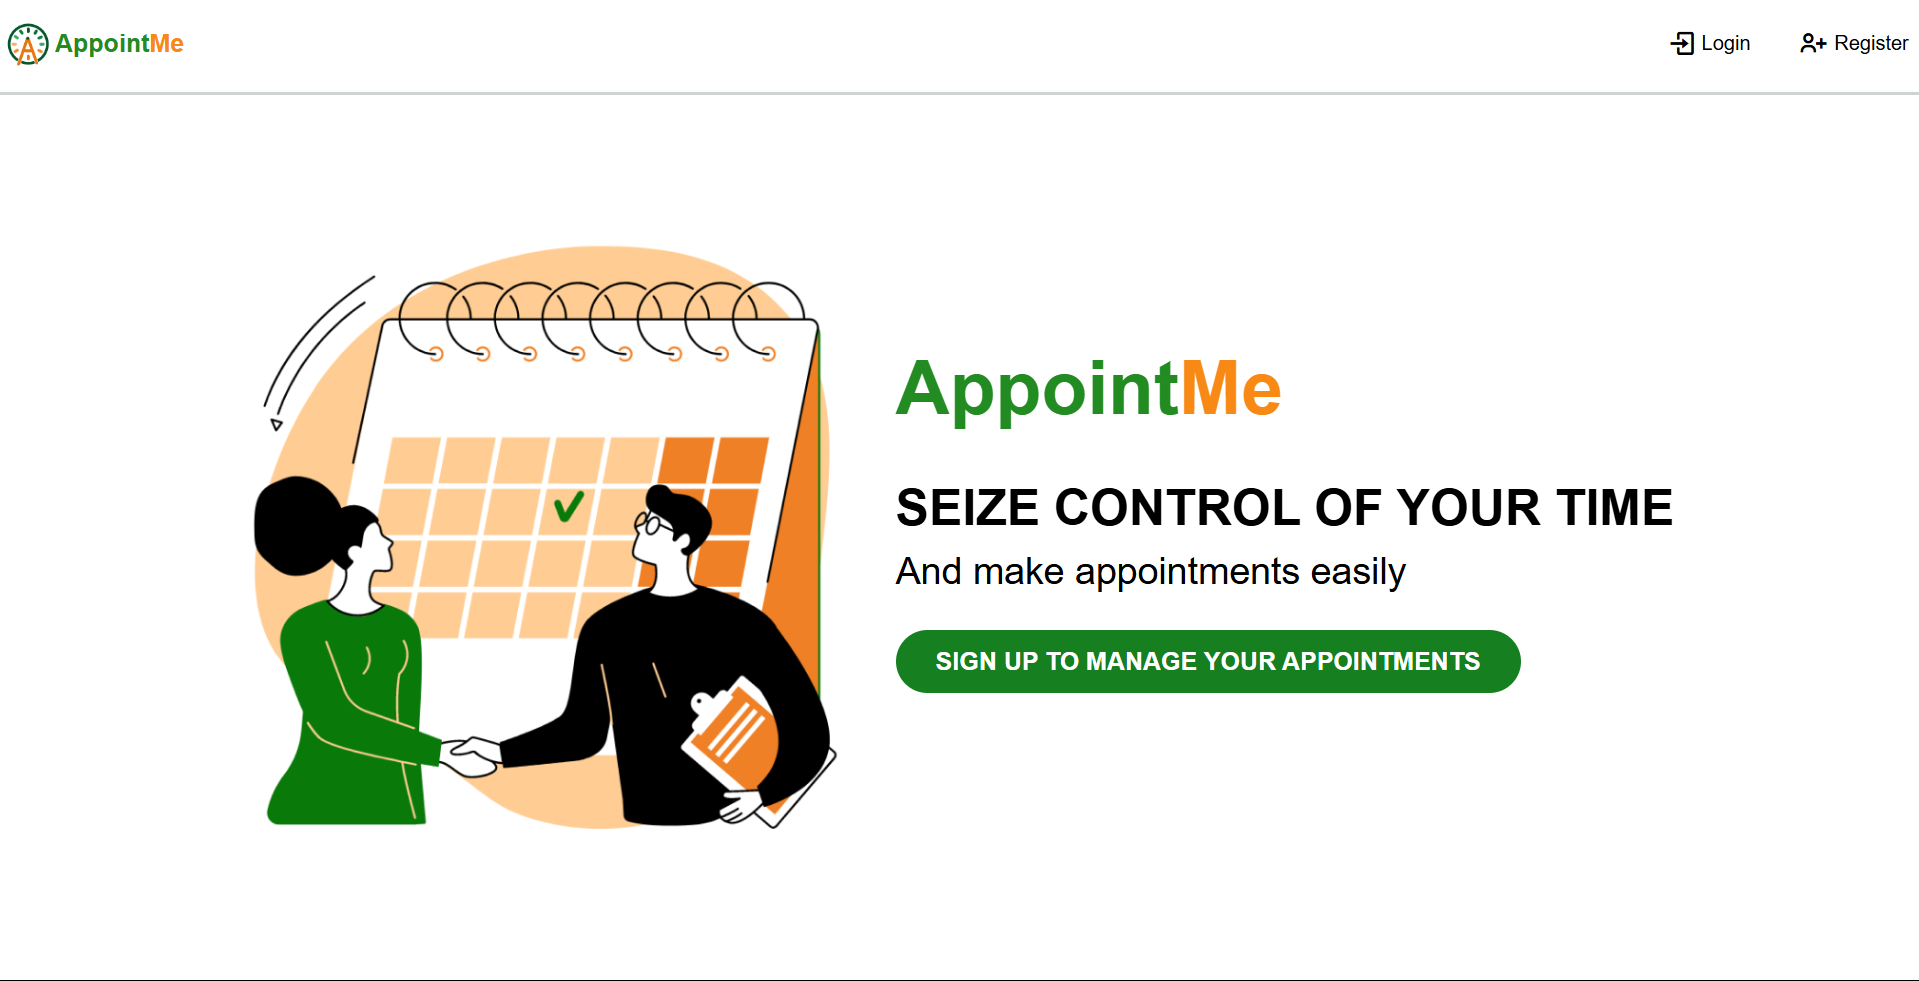 AppointMe
Login
Register
AppointMe
SEIZE CONTROL OF YOUR TIME
And make appointments easily
SIGN UP TO MANAGE YOUR APPOINTMENTS